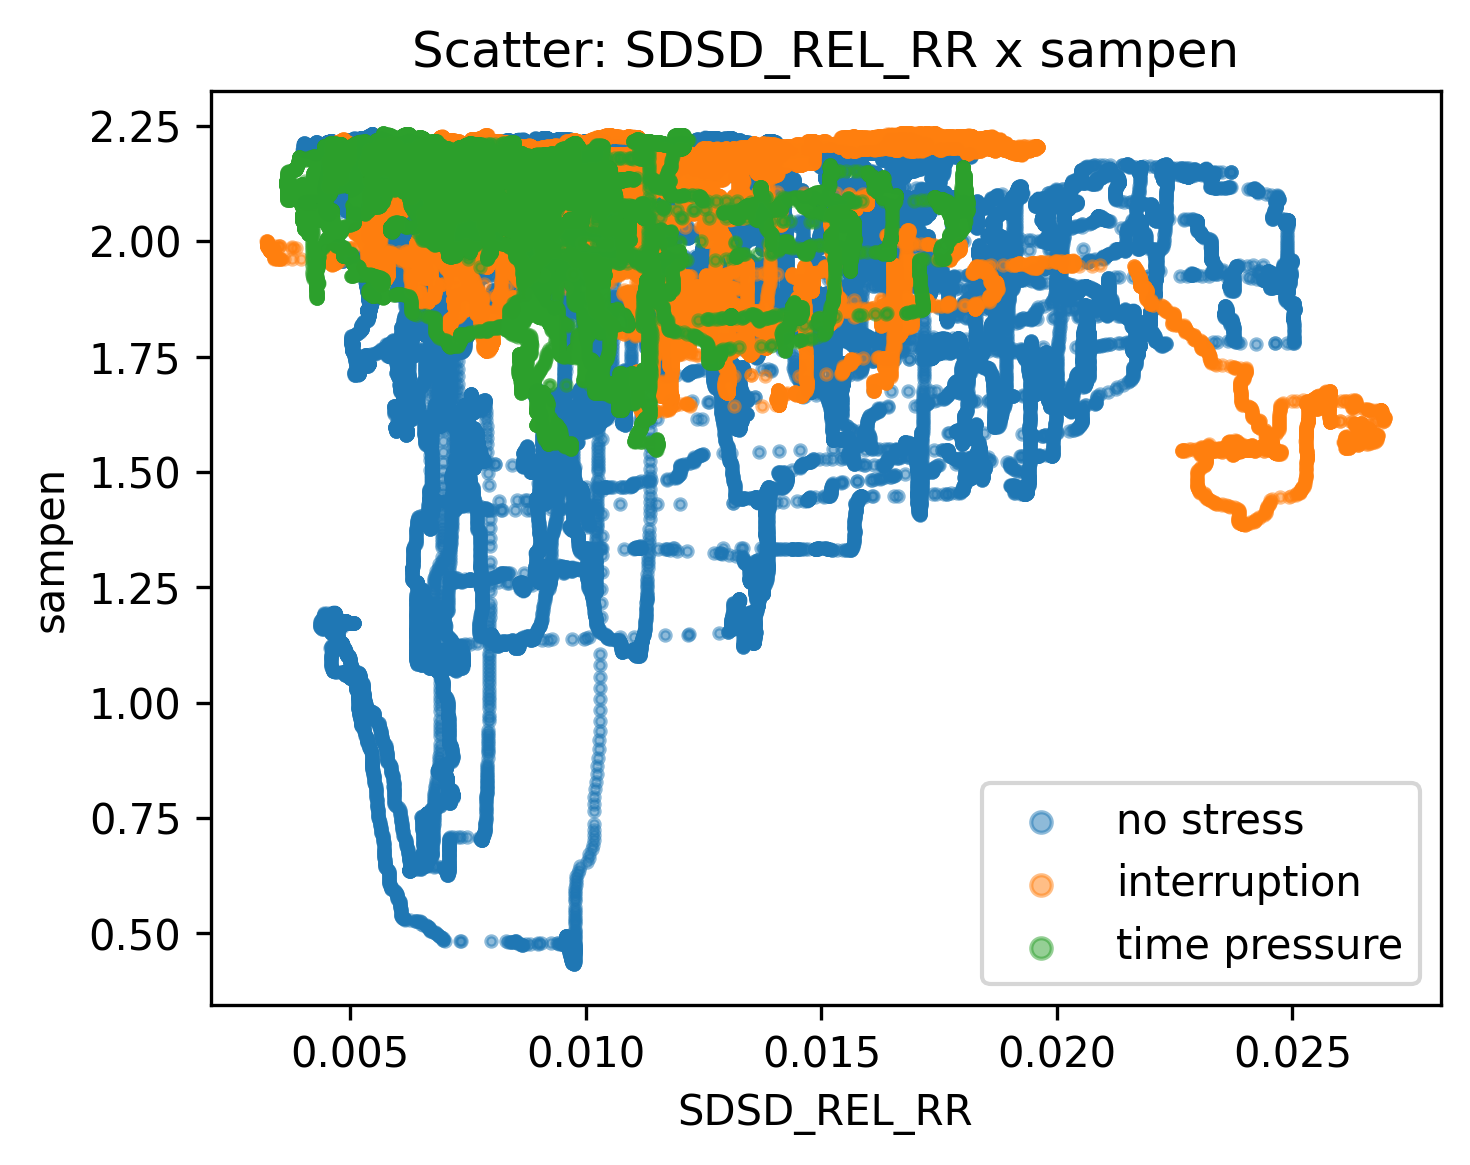 Scatter: SDSD_REL_RR x sampen
2.25
2.00
1.75
1.50
1.25
1.00
0.75
0.50
sampen
no stress
interruption
time pressure
0.005 0.010 0.015 0.020 0.025
SDSD_REL_RR